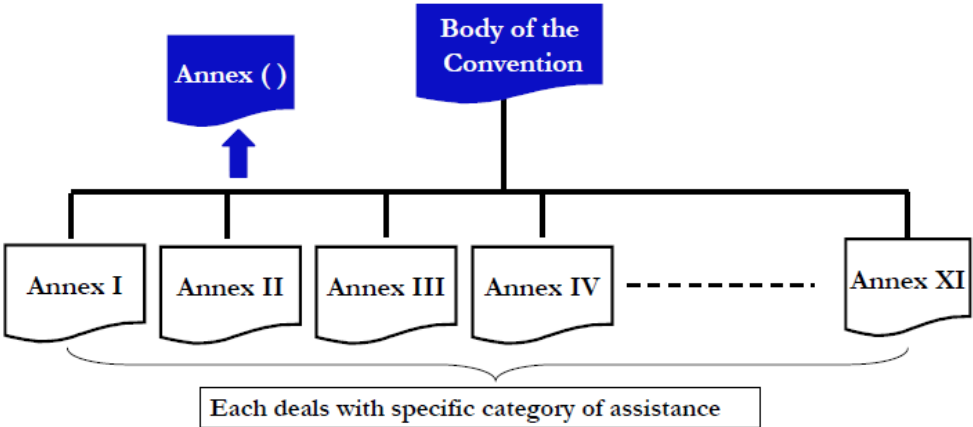 Body of the
Convention
Annex ( )
Annex I
Annex II
Annex III
Annex IV
Annex XI
Each deals with specific category of assistance